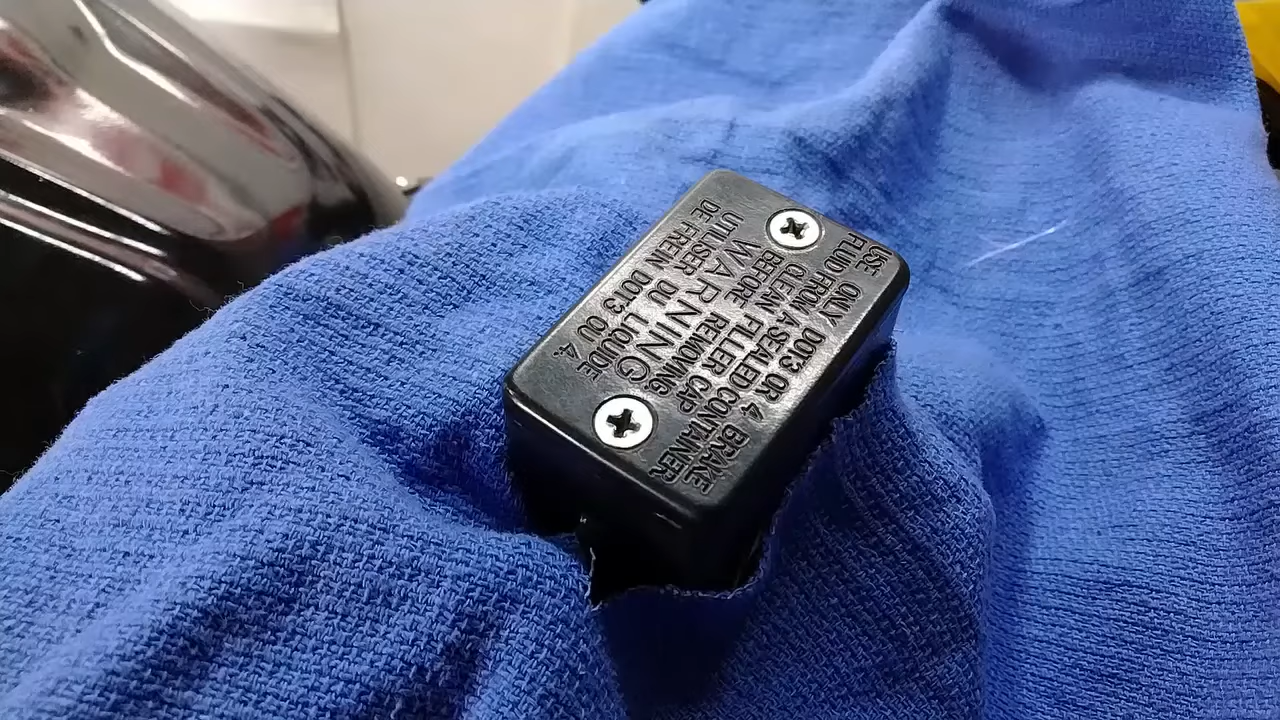 USE ONLY DOT3 OR 4 BRAKE
FLUID FROM A SEALED CONTAINER
CLEAN FILLER CAP
BEFORE REMOVING.
WARNING
UTILISER DU LIQUIDE
DE FREIN DOT3 OU 4.